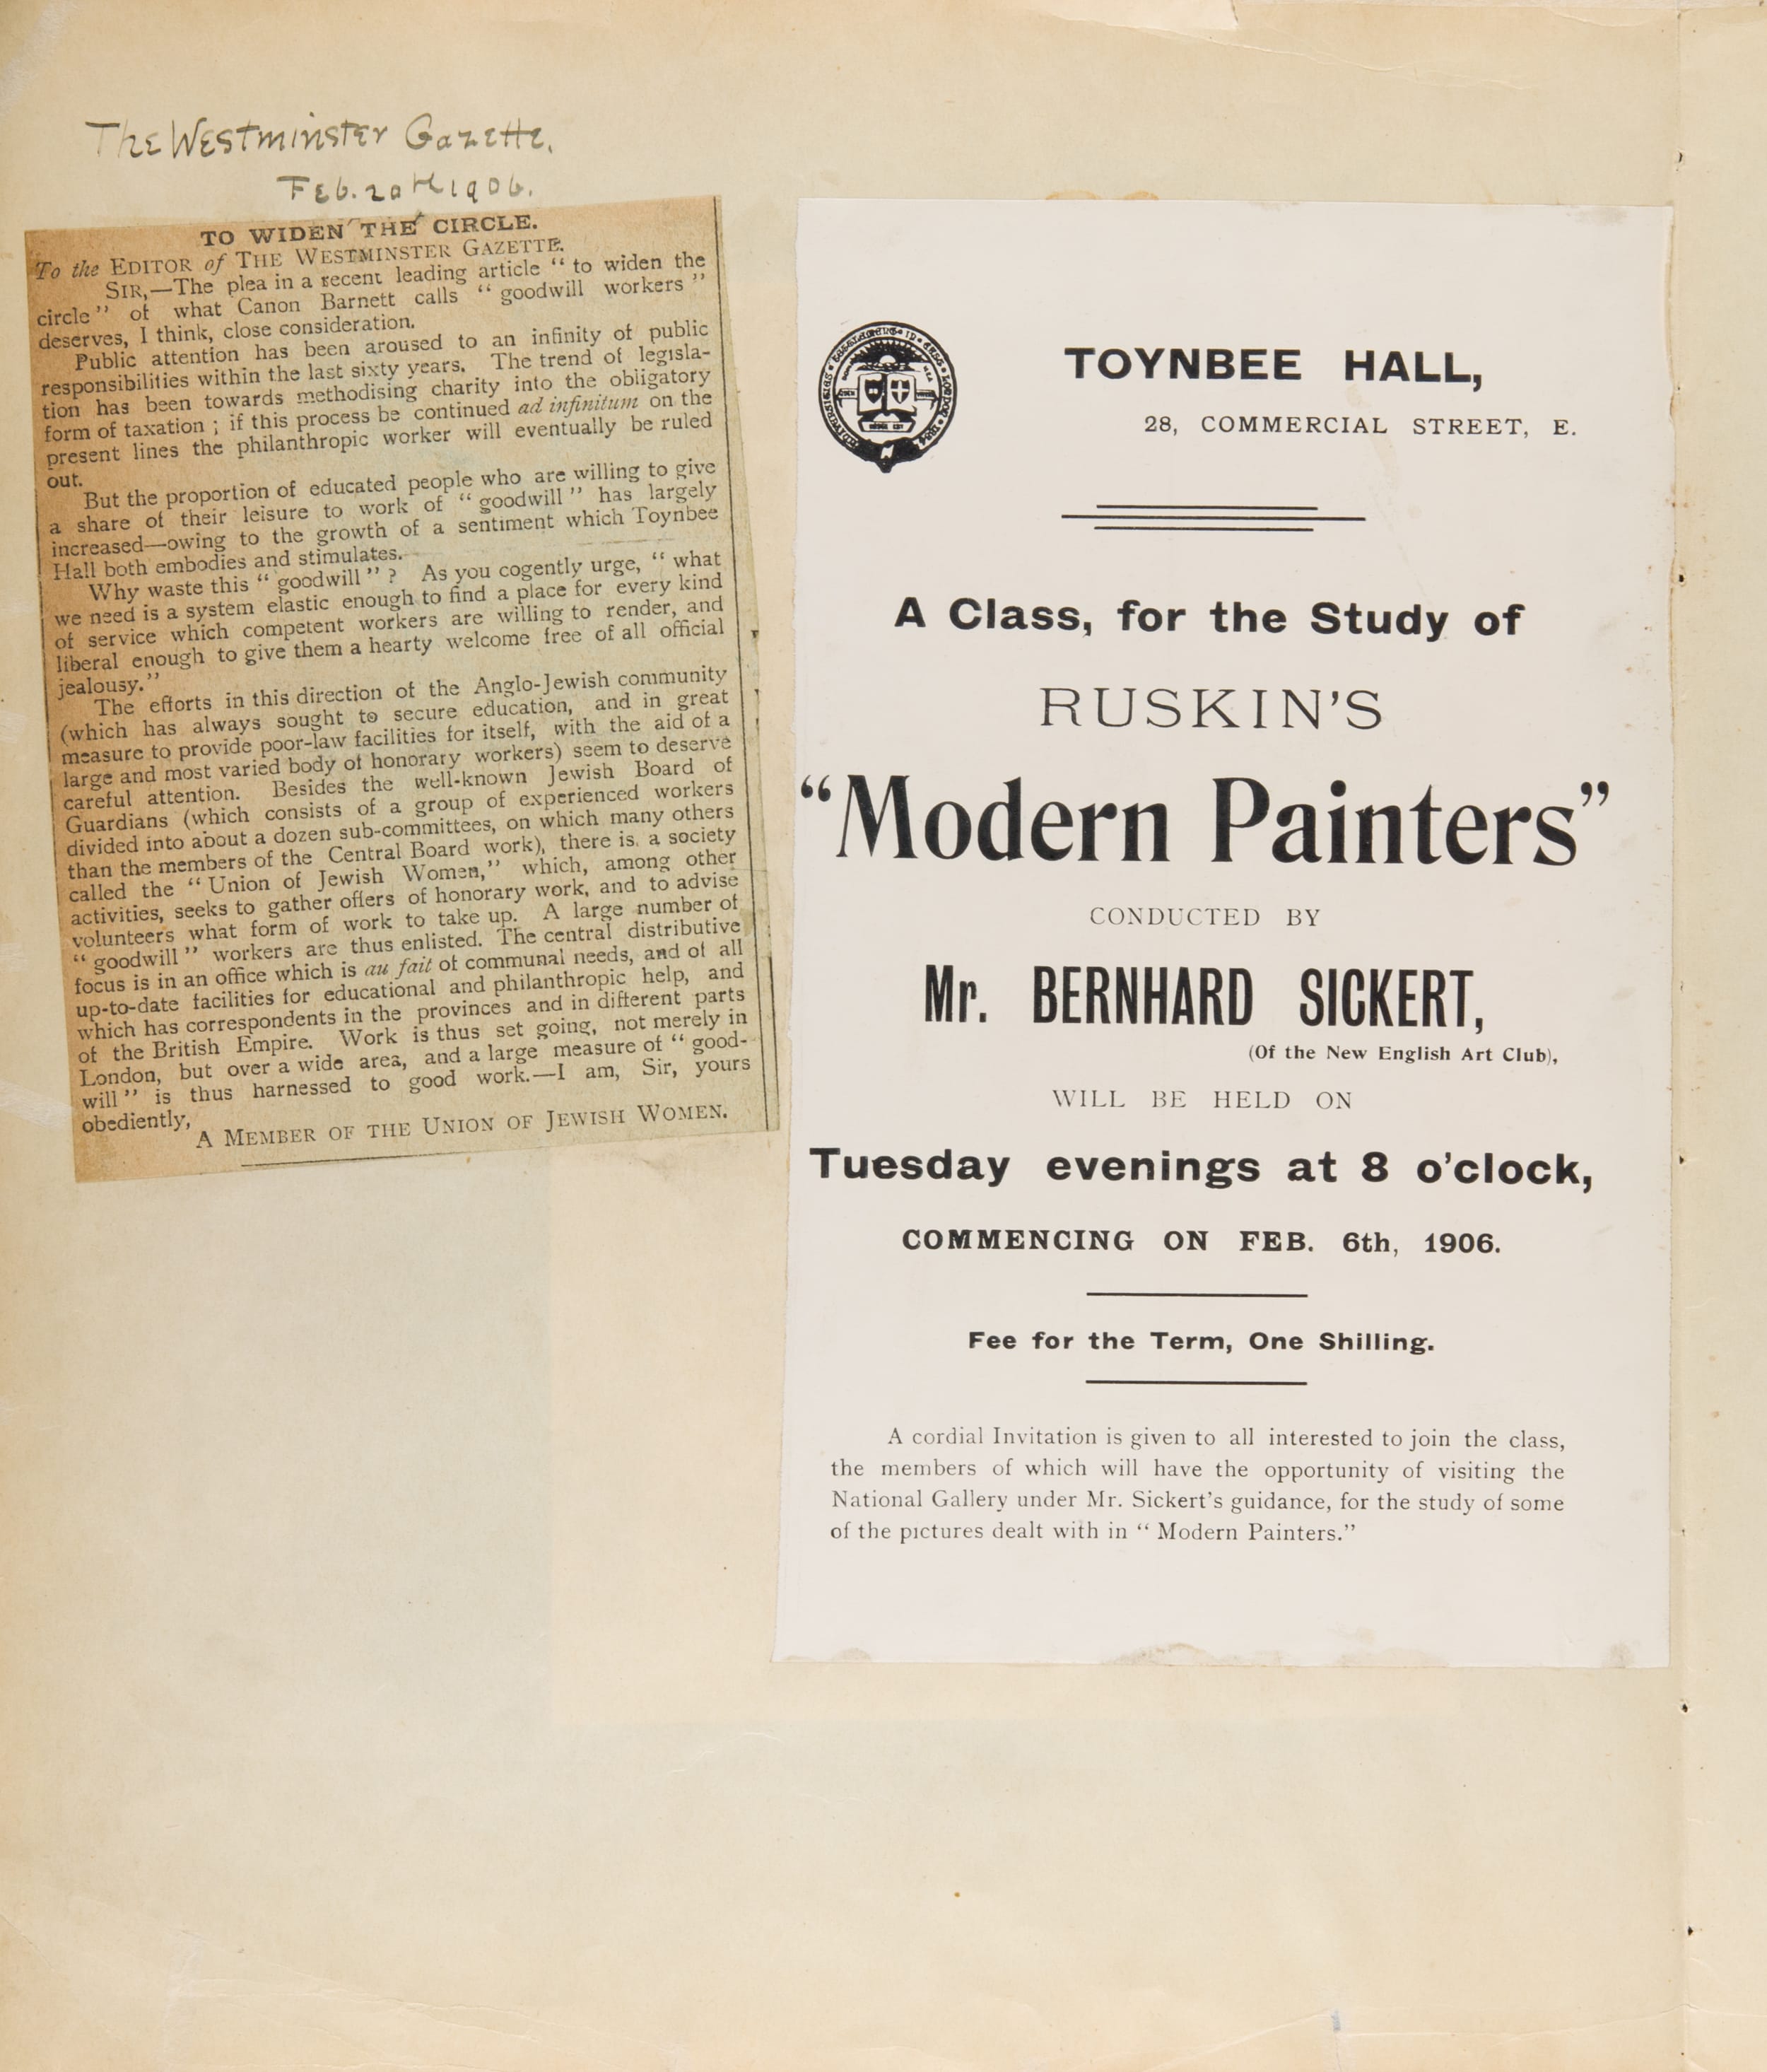 The Westminster Gazette.
Feb. 20th 1906.
TO WIDEN THE CIRCLE.
To the EDITOR of THE WESTMINSTER GAZETTE.
SIR,—The plea in a recent leading article “ to widen the
circle ” of what Canon Barnett calls “ goodwill workers ”
deserves, I think, close consideration.
Public attention has been aroused to an infinity of public
responsibilities within the last sixty years. The trend of legisla-
tion has been towards methodising charity into the obligatory
form of taxation ; if this process be continued ad infinitum on the
present lines the philanthropic worker will eventually be ruled
out.
But the proportion of educated people who are willing to give
a share of their leisure to work of “ goodwill ” has largely
increased—owing to the growth of a sentiment which Toynbee
Hall both embodies and stimulates.
Why waste this “ goodwill ” ? As you cogently urge, “ what
we need is a system elastic enough to find a place for every kind
of service which competent workers are willing to render, and
liberal enough to give them a hearty welcome free of all official
jealousy.”
The efforts in this direction of the Anglo-Jewish community
(which has always sought to secure education, and in great
measure to provide poor-law facilities for itself, with the aid of a
large and most varied body of honorary workers) seem to deserve
careful attention. Besides the well-known Jewish Board of
Guardians (which consists of a group of experienced workers
divided into about a dozen sub-committees, on which many others
than the members of the Central Board work), there is a society
called the “ Union of Jewish Women,” which, among other
activities, seeks to gather offers of honorary work, and to advise
volunteers what form of work to take up. A large number of
“ goodwill ” workers are thus enlisted. The central distributive
focus is in an office which is au fait of communal needs, and of all
up-to-date facilities for educational and philanthropic help, and
which has correspondents in the provinces and in different parts
of the British Empire. Work is thus set going, not merely in
London, but over a wide area, and a large measure of “ good-
will ” is thus harnessed to good work.—I am, Sir, yours
obediently,
A MEMBER OF THE UNION OF JEWISH WOMEN.
TOYNBEE HALL,
28, COMMERCIAL STREET, E.
A Class, for the Study of
RUSKIN'S
“Modern Painters”
CONDUCTED BY
Mr. BERNHARD SICKERT,
(Of the New English Art Club),
WILL BE HELD ON
Tuesday evenings at 8 o'clock,
COMMENCING ON FEB. 6th, 1906.
Fee for the Term, One Shilling.
A cordial Invitation is given to all interested to join the class,
the members of which will have the opportunity of visiting the
National Gallery under Mr. Sickert's guidance, for the study of some
of the pictures dealt with in “ Modern Painters.”